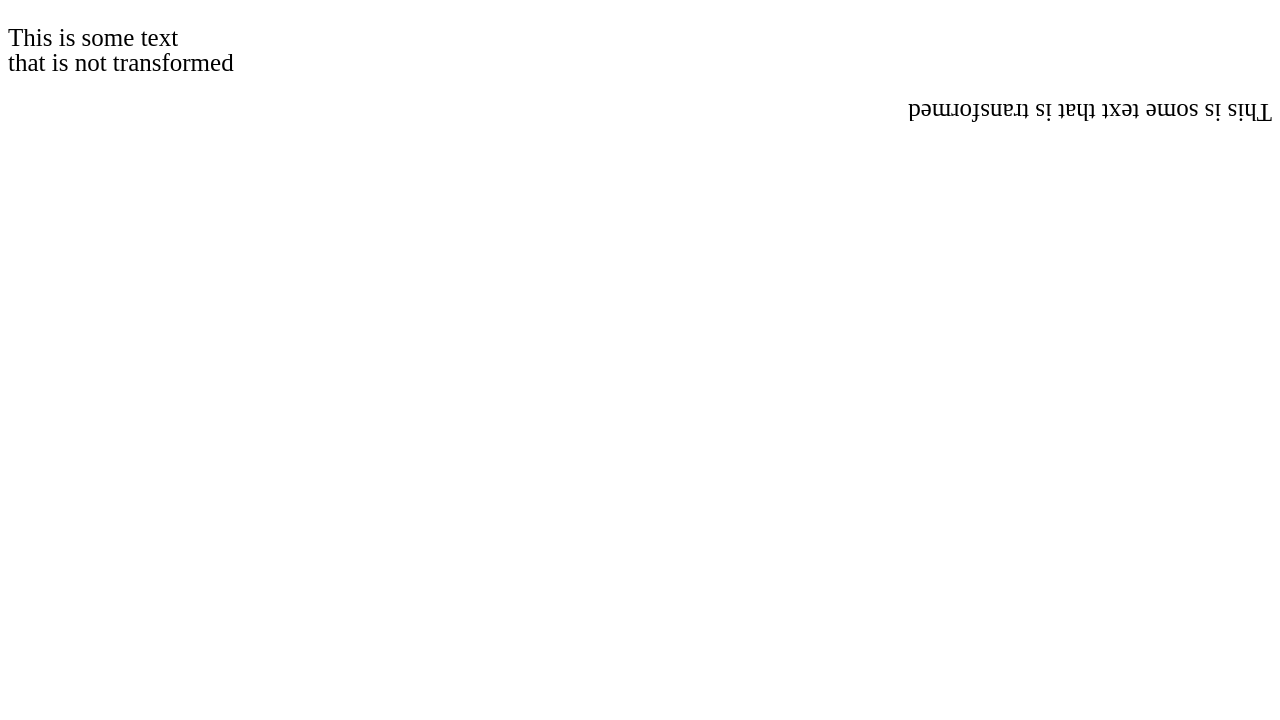 This is some text
that is not transformed
This is some text that is transformed